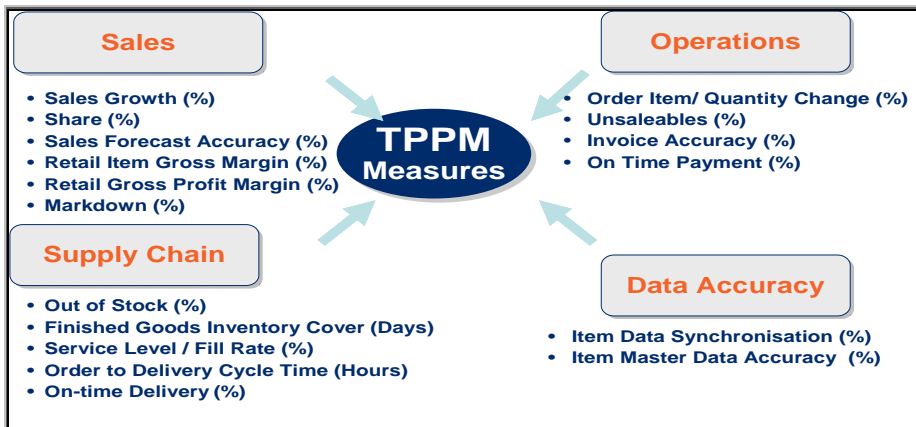 Sales
• Sales Growth (%)
• Share (%)
• Sales Forecast Accuracy (%)
• Retail Item Gross Margin (%)
• Retail Gross Profit Margin (%)
• Markdown (%)
Operations
• Order Item/ Quantity Change (%)
• Unsaleables (%)
• Invoice Accuracy (%)
• On Time Payment (%)
TPPM
Measures
Supply Chain
• Out of Stock (%)
• Finished Goods Inventory Cover (Days)
• Service Level / Fill Rate (%)
• Order to Delivery Cycle Time (Hours)
• On-time Delivery (%)
Data Accuracy
• Item Data Synchronisation (%)
• Item Master Data Accuracy (%)